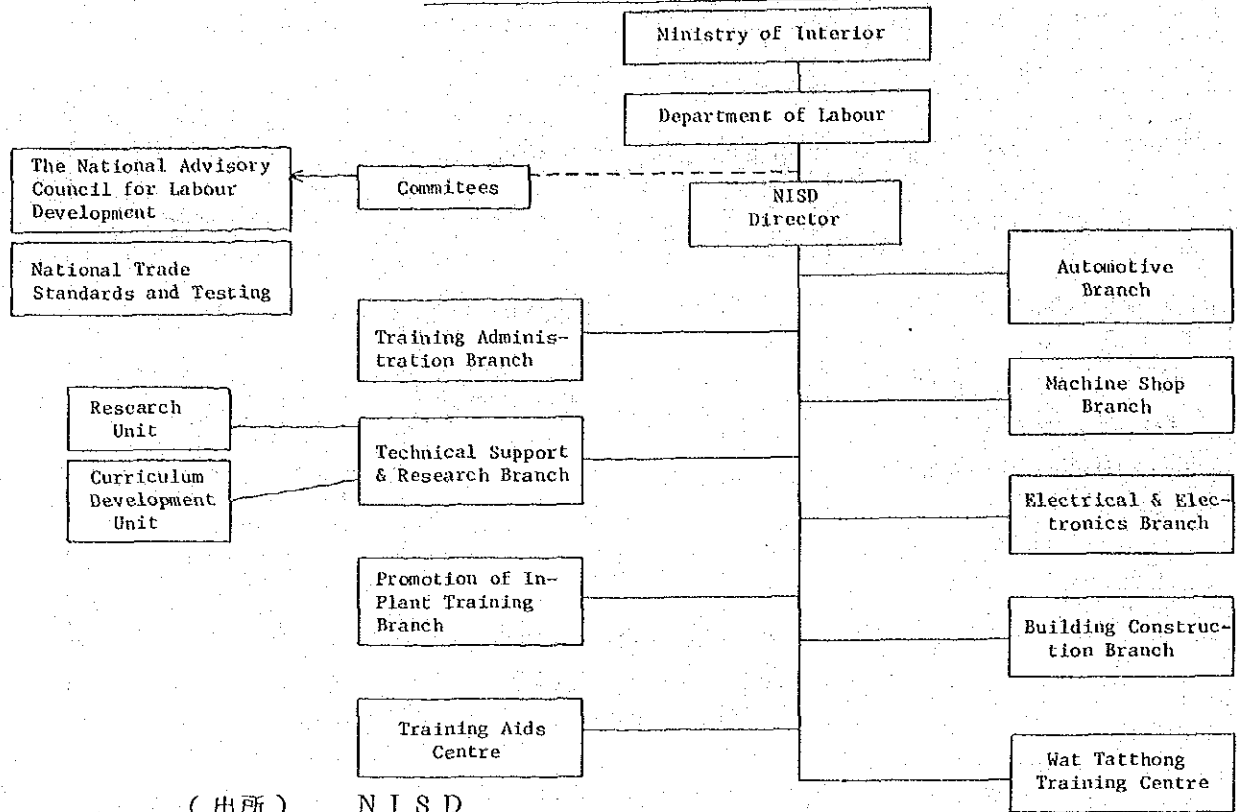 Ministry of Interior
Department of Labour
The National Advisory
Council for Labour
Development
Commitees
NISD
Director
National Trade
Standards and Testing
Automotive
Branch
Training Adminis-
tration Branch
Machine Shop
Branch
Research
Unit
Technical Support
& Research Branch
Curriculum
Development
Unit
Electrical & Elec-
tronics Branch
Promotion of In-
Plant Training
Branch
Building Construc-
tion Branch
Training Aids
Centre
Wat Tatthong
Training Centre
(出所) NISD